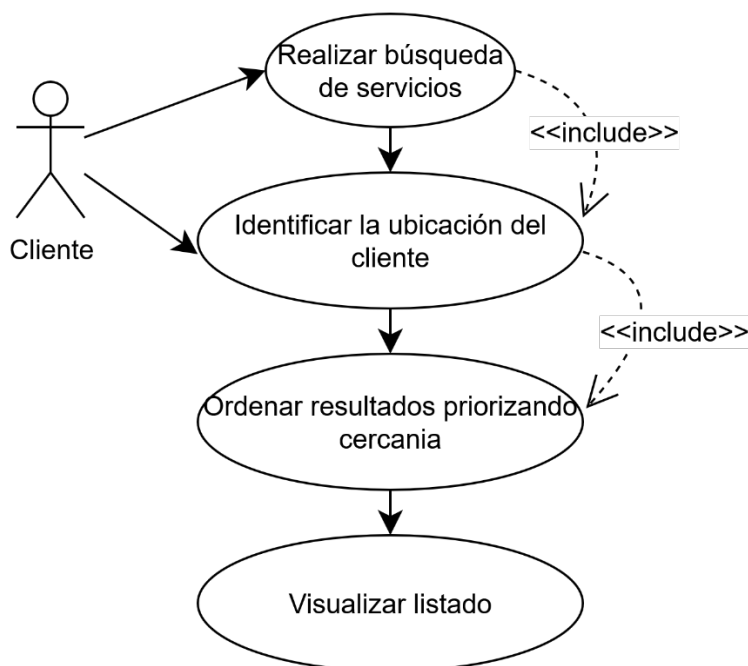 Realizar búsqueda
de servicios
<<include>>
Cliente
Identificar la ubicación del
cliente
<<include>>
Ordenar resultados priorizando
cercania
Visualizar listado